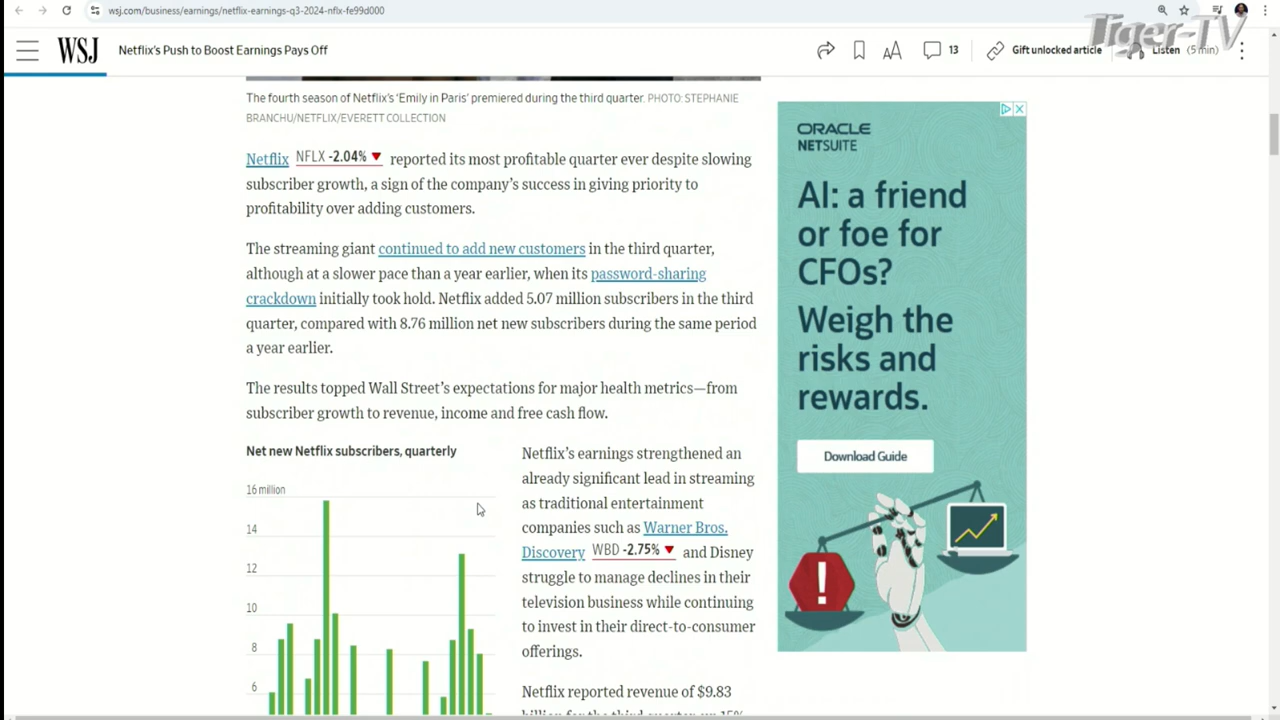 wsj.com/business/earnings/netflix-earnings-q3-2024-nflx-fe99d000
Tiger-TV
WSJ
Netflix's Push to Boost Earnings Pays Off
13
Gift unlocked article
Listen (5 min)
The fourth season of Netflix's 'Emily in Paris' premiered during the third quarter. PHOTO: STEPHANIE
BRANCHU/NETFLIX/EVERETT COLLECTION
Netflix NFLX -2.04% ▼ reported its most profitable quarter ever despite slowing
subscriber growth, a sign of the company's success in giving priority to
profitability over adding customers.
The streaming giant continued to add new customers in the third quarter,
although at a slower pace than a year earlier, when its password-sharing
crackdown initially took hold. Netflix added 5.07 million subscribers in the third
quarter, compared with 8.76 million net new subscribers during the same period
a year earlier.
The results topped Wall Street's expectations for major health metrics—from
subscriber growth to revenue, income and free cash flow.
Net new Netflix subscribers, quarterly
16 million
14
12
10
8
6
Netflix's earnings strengthened an
already significant lead in streaming
as traditional entertainment
companies such as Warner Bros.
Discovery WBD -2.75% ▼ and Disney
struggle to manage declines in their
television business while continuing
to invest in their direct-to-consumer
offerings.
Netflix reported revenue of $9.83
billion for the third quarter, up 15%
ORACLE
NETSUITE
AI: a friend
or foe for
CFOs?
Weigh the
risks and
rewards.
Download Guide
!